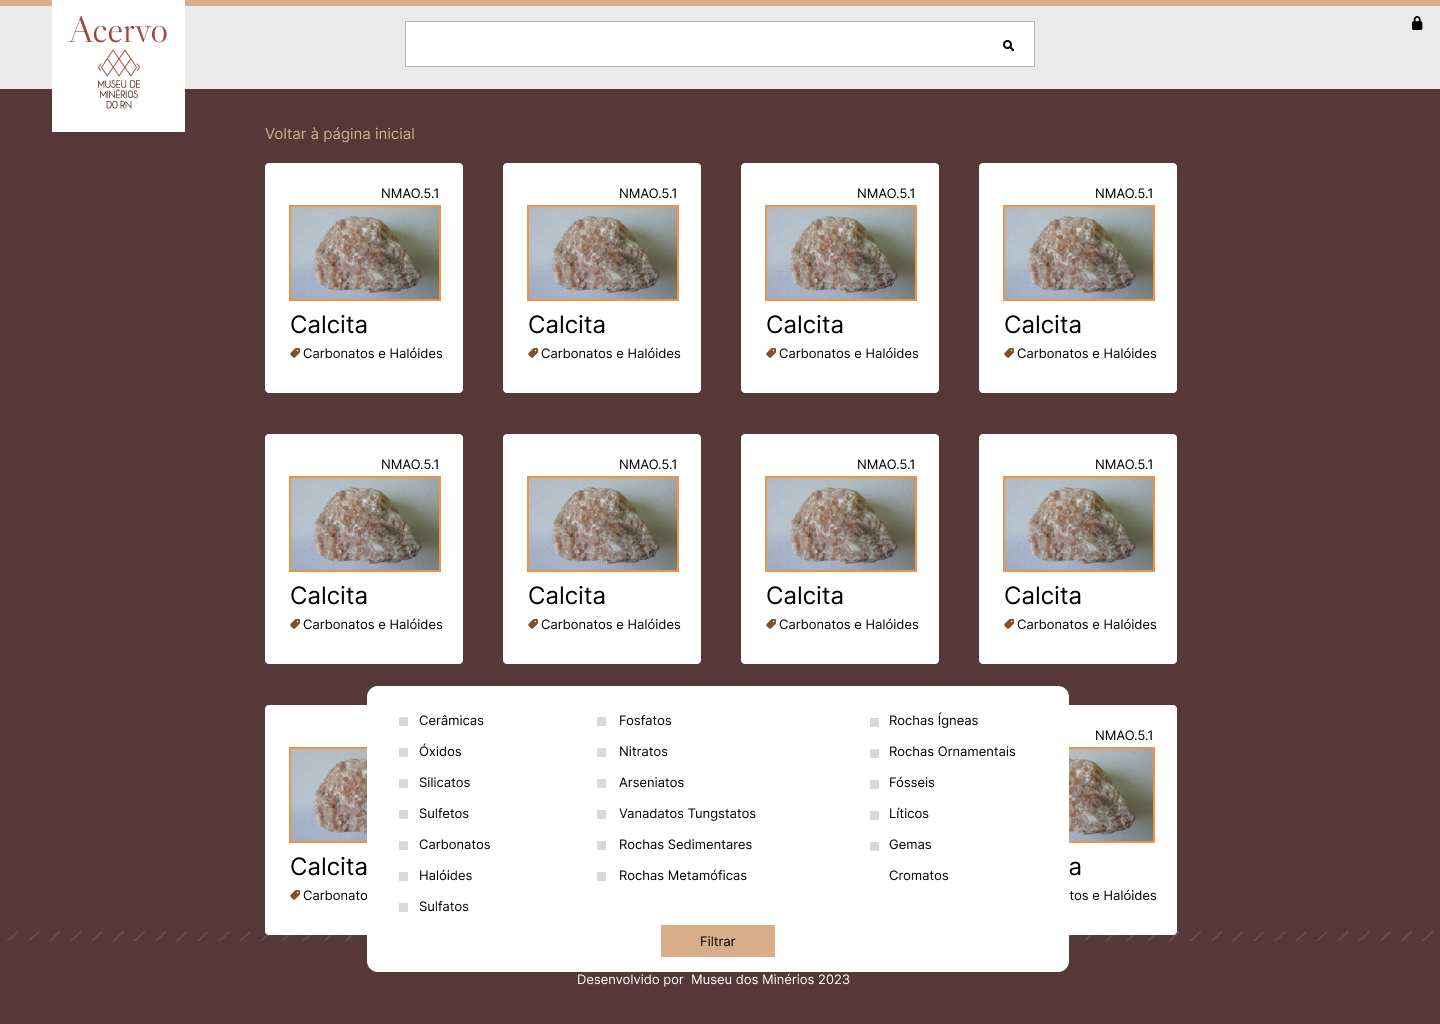 Acervo
MUSEU DE
MINÉRIOS
DO RN
Voltar à página inicial
NMAO.5.1 NMAO.5.1 NMAO.5.1 NMAO.5.1
Calcita Calcita Calcita Calcita
Carbonatos e Halóides Carbonatos e Halóides Carbonatos e Halóides Carbonatos e Halóides
NMAO.5.1 NMAO.5.1 NMAO.5.1 NMAO.5.1
Calcita Calcita Calcita Calcita
Carbonatos e Halóides Carbonatos e Halóides Carbonatos e Halóides Carbonatos e Halóides
NMAO.5.1
Calcita a
Carbonato tos e Halóides
Cerâmicas Fosfatos Rochas Ígneas
Óxidos Nitratos Rochas Ornamentais
Silicatos Arseniatos Fósseis
Sulfetos Vanadatos Tungstatos Líticos
Carbonatos Rochas Sedimentares Gemas
Halóides Rochas Metamóficas Cromatos
Sulfatos
Filtrar
Desenvolvido por Museu dos Minérios 2023